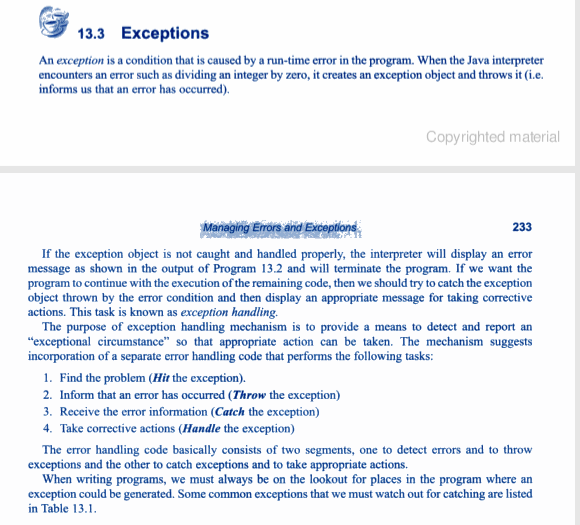 13.3 Exceptions
An exception is a condition that is caused by a run-time error in the program. When the Java interpreter
encounters an error such as dividing an integer by zero, it creates an exception object and throws it (i.e.
informs us that an error has occurred).
Copyrighted material
Managing Errors and Exceptions
233
If the exception object is not caught and handled properly, the interpreter will display an error
message as shown in the output of Program 13.2 and will terminate the program. If we want the
program to continue with the execution of the remaining code, then we should try to catch the exception
object thrown by the error condition and then display an appropriate message for taking corrective
actions. This task is known as exception handling.
The purpose of exception handling mechanism is to provide a means to detect and report an
“exceptional circumstance” so that appropriate action can be taken. The mechanism suggests
incorporation of a separate error handling code that performs the following tasks:
1. Find the problem (Hit the exception).
2. Inform that an error has occurred (Throw the exception)
3. Receive the error information (Catch the exception)
4. Take corrective actions (Handle the exception)
The error handling code basically consists of two segments, one to detect errors and to throw
exceptions and the other to catch exceptions and to take appropriate actions.
When writing programs, we must always be on the lookout for places in the program where an
exception could be generated. Some common exceptions that we must watch out for catching are listed
in Table 13.1.